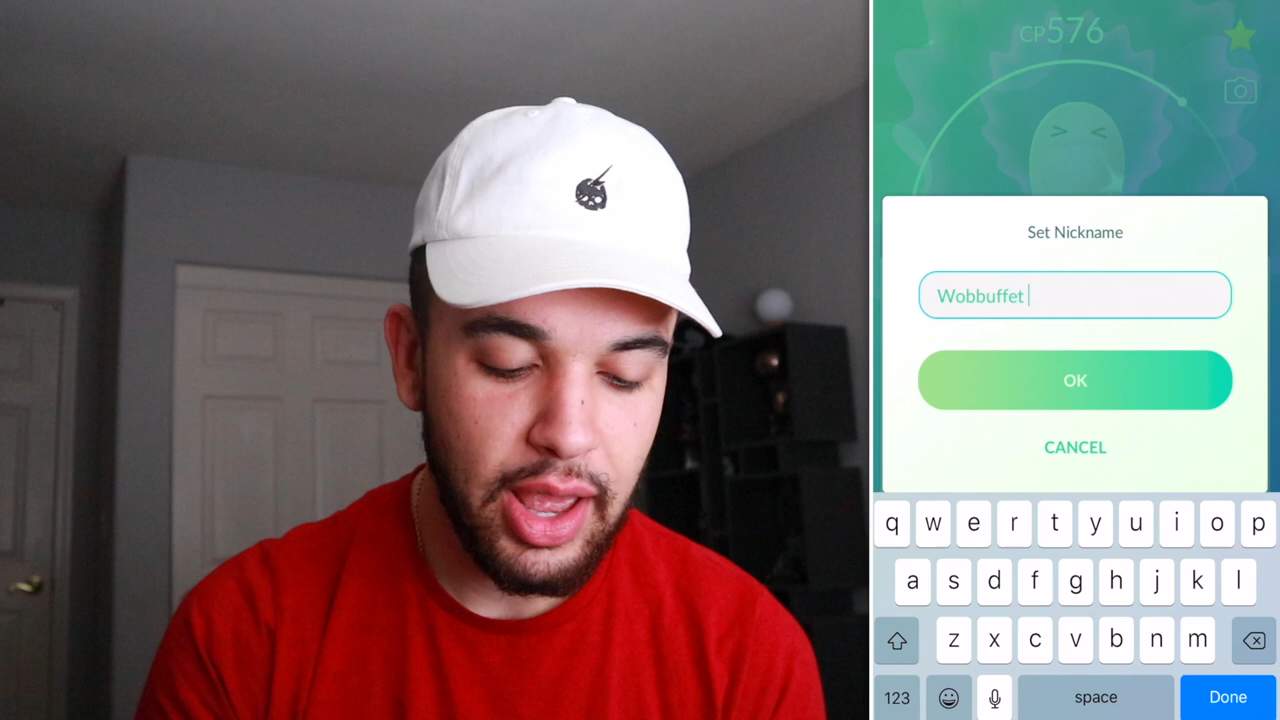 CP576
Set Nickname
Wobbuffet
OK
CANCEL
q w e r t y u i o p
a s d f g h j k l
z x c v b n m
123 space Done